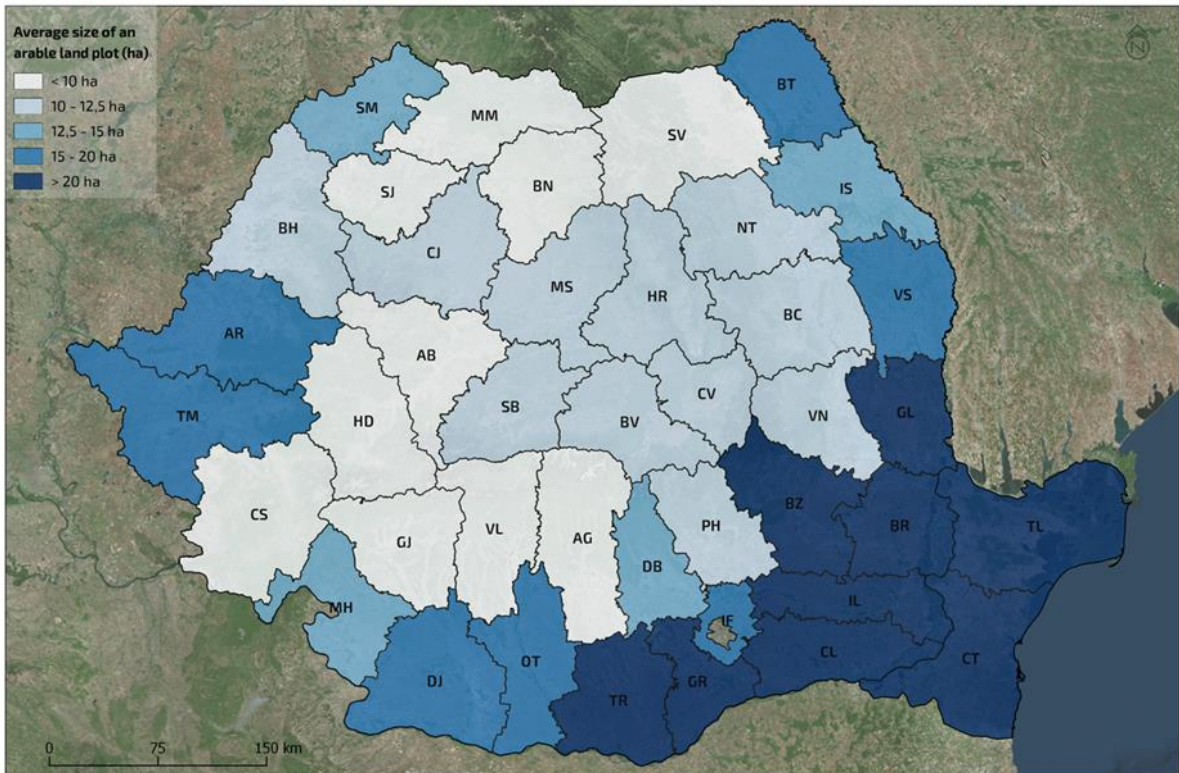 Average size of an
arable land plot (ha)
< 10 ha
10 - 12,5 ha
12,5 - 15 ha
15 - 20 ha
> 20 ha
N
BT
SM
MM
SV
SJ
BN
IS
BH
CJ
NT
MS
HR
BC
VS
AR
AB
TM
HD
SB
BV
CV
VN
GL
CS
GJ
VL
AG
DB
PH
BZ
BR
TL
MH
IF
IL
DJ
OT
TR
GR
CL
CT
0 75 150 km